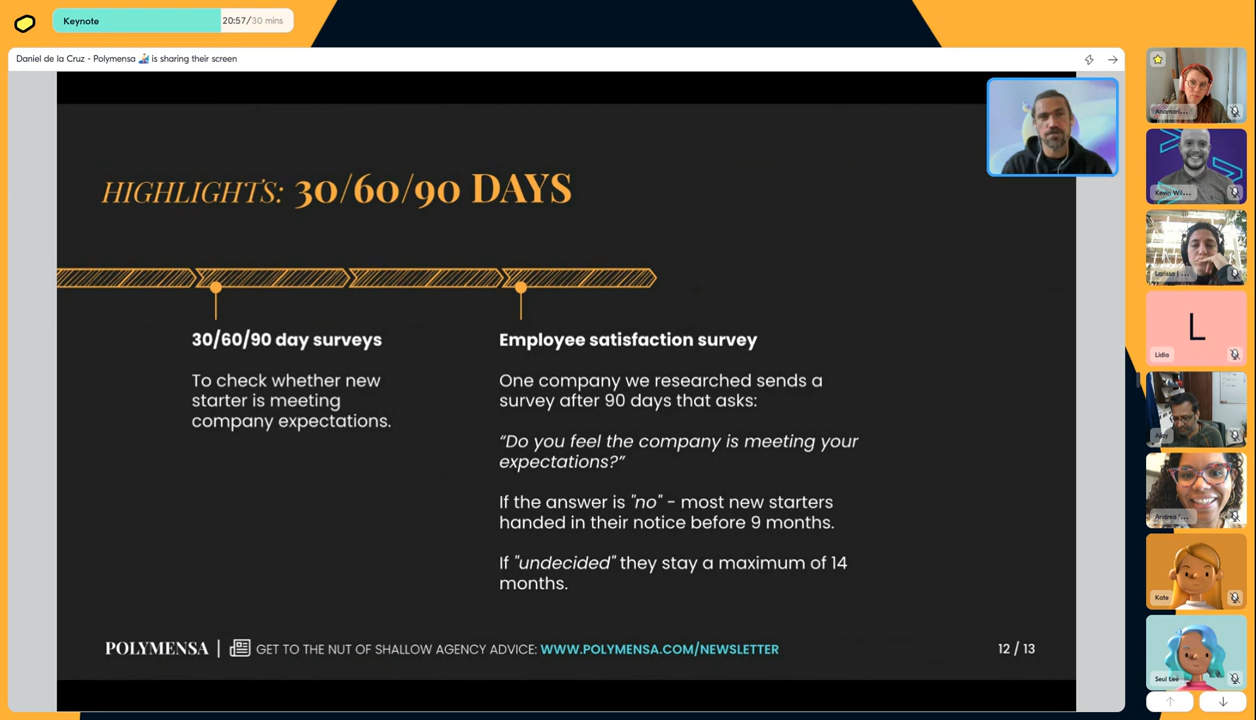 Keynote
20:57/30 mins
Daniel de la Cruz - Polymensa 🏄 is sharing their screen
HIGHLIGHTS: 30/60/90 DAYS
30/60/90 day surveys
To check whether new
starter is meeting
company expectations.
Employee satisfaction survey
One company we researched sends a
survey after 90 days that asks:
“Do you feel the company is meeting your
expectations?”
If the answer is "no" - most new starters
handed in their notice before 9 months.
If "undecided" they stay a maximum of 14
months.
POLYMENSA | GET TO THE NUT OF SHALLOW AGENCY ADVICE: WWW.POLYMENSA.COM/NEWSLETTER
12 / 13
Kevin Wil...
Larissa J ...
L
Lidia
Kate
Seul Lee